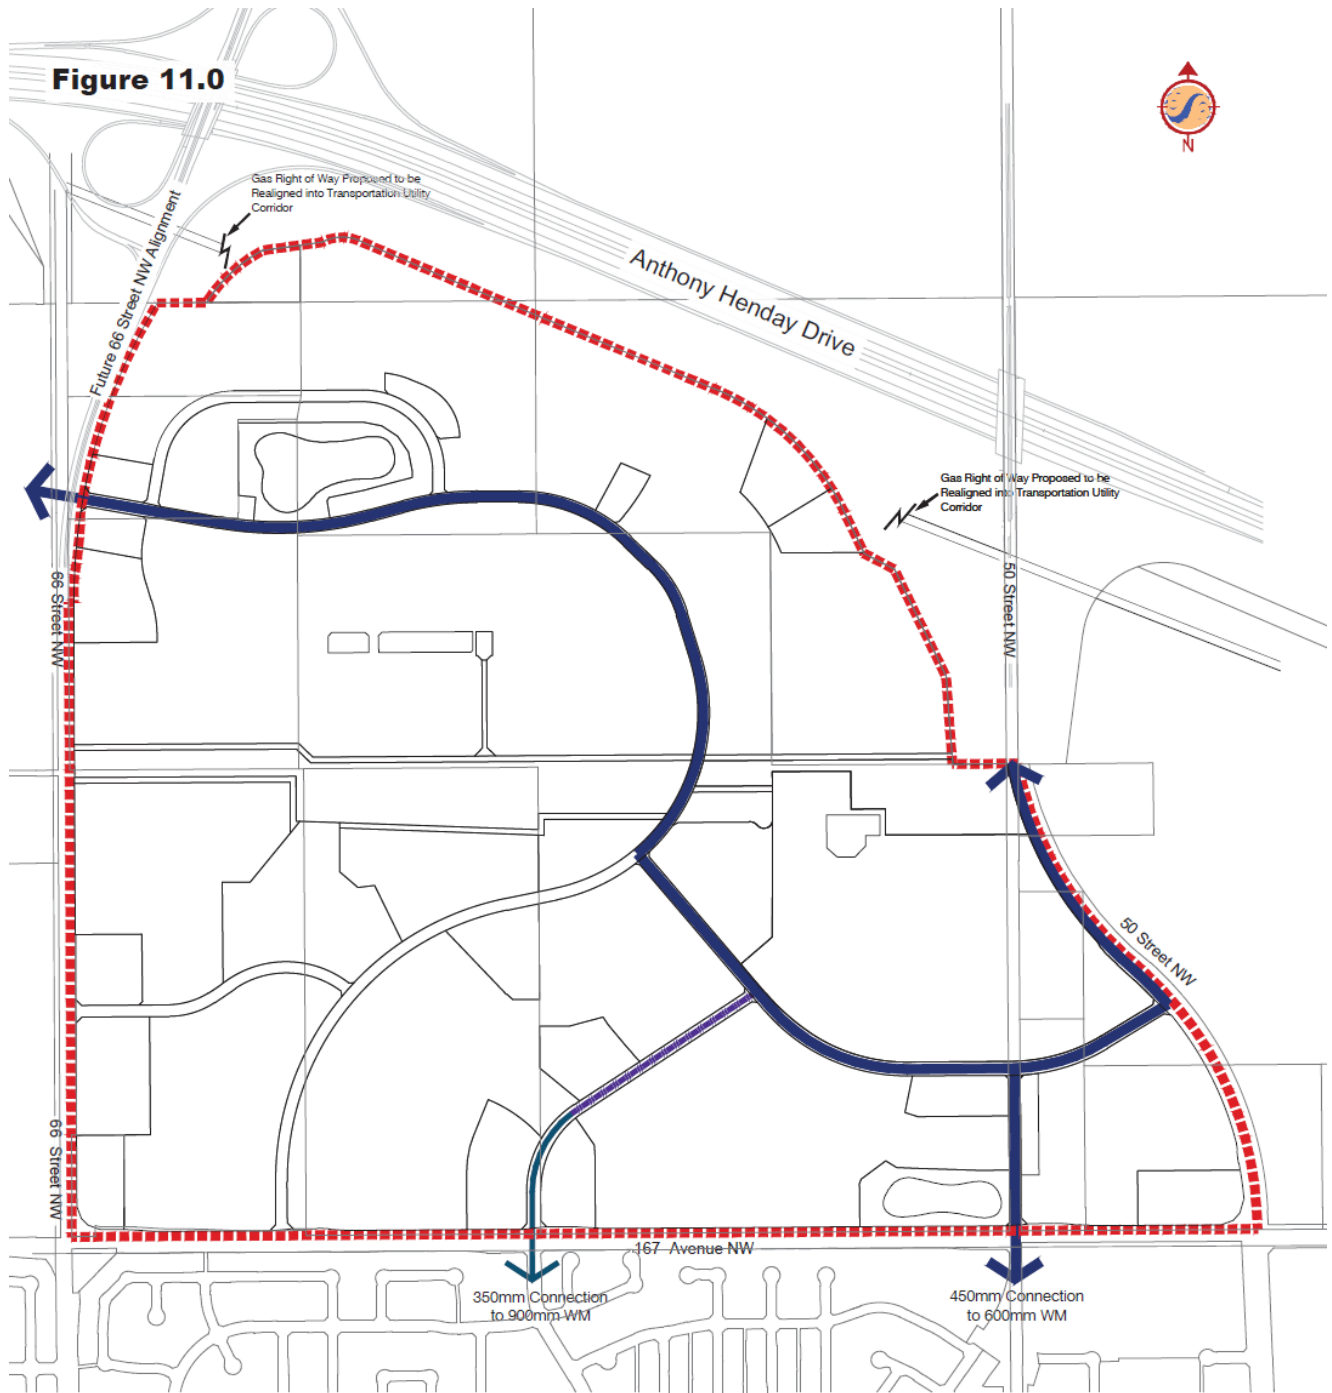 Figure 11.0
N
Gas Right of Way Proposed to be
Realigned into Transportation Utility
Corridor
Future 66 Street NW Alignment
Anthony Henday Drive
Gas Right of Way Proposed to be
Realigned into Transportation Utility
Corridor
66 Street NW
50 Street NW
50 Street NW
66 Street NW
167 Avenue NW
350mm Connection
to 900mm WM
450mm Connection
to 600mm WM